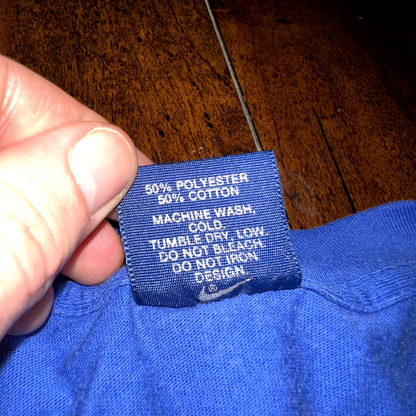 50% POLYESTER
50% COTTON
MACHINE WASH,
COLD.
TUMBLE DRY, LOW.
DO NOT BLEACH.
DO NOT IRON
DESIGN.